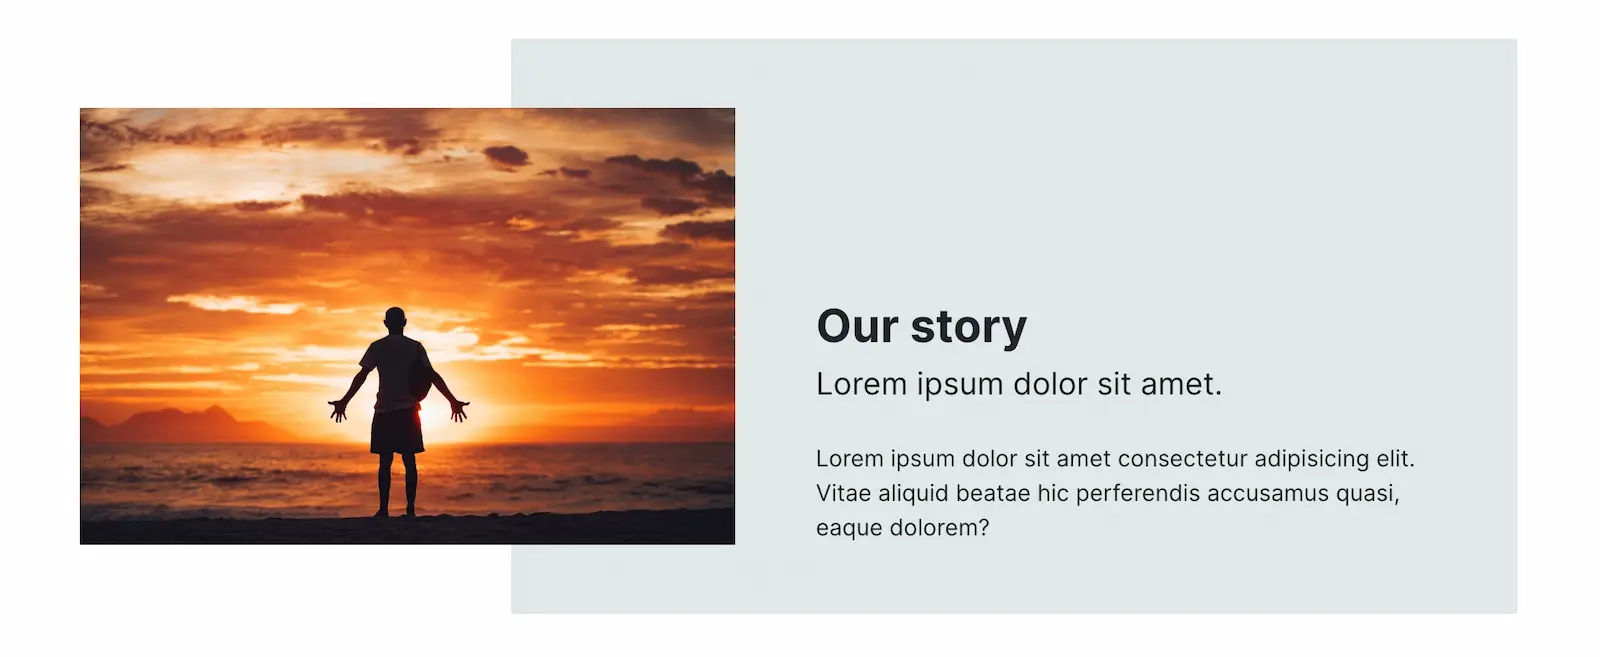 Our story
Lorem ipsum dolor sit amet.
Lorem ipsum dolor sit amet consectetur adipisicing elit.
Vitae aliquid beatae hic perferendis accusamus quasi,
eaque dolorem?